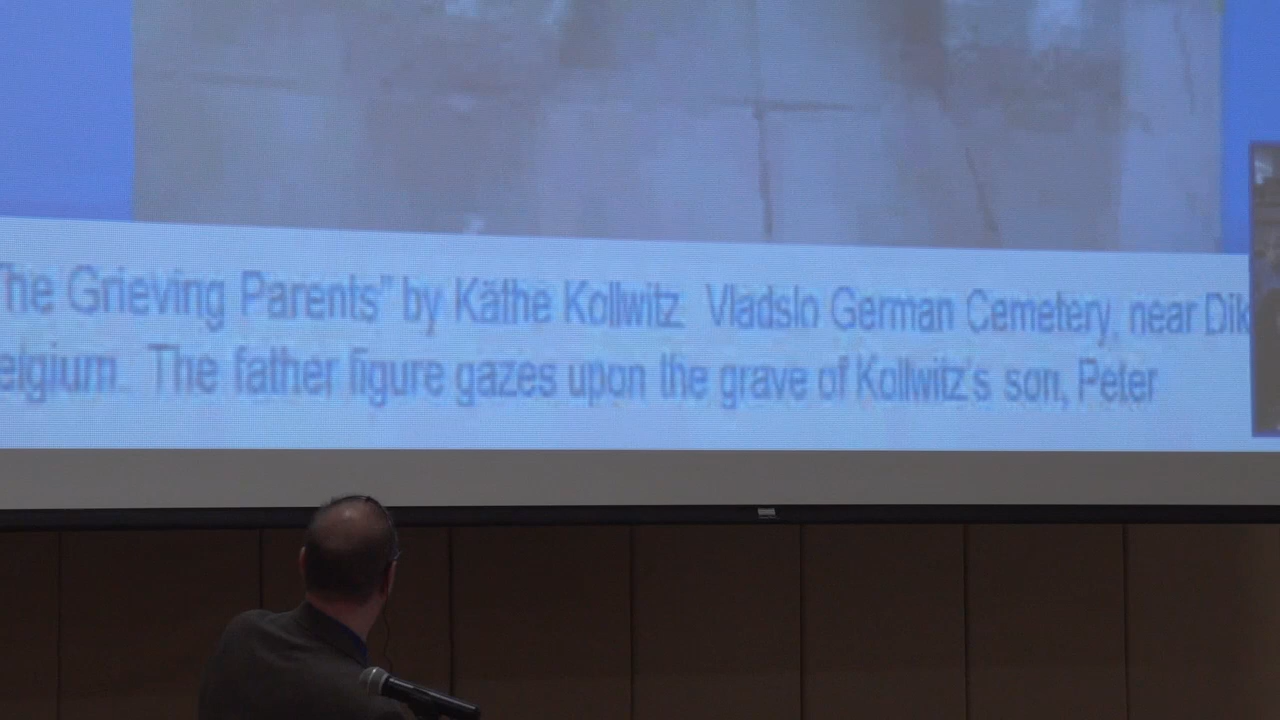 The Grieving Parents" by Käthe Kollwitz Vladslo German Cemetery, near Dik
elgium. The father figure gazes upon the grave of Kollwitz's son, Peter